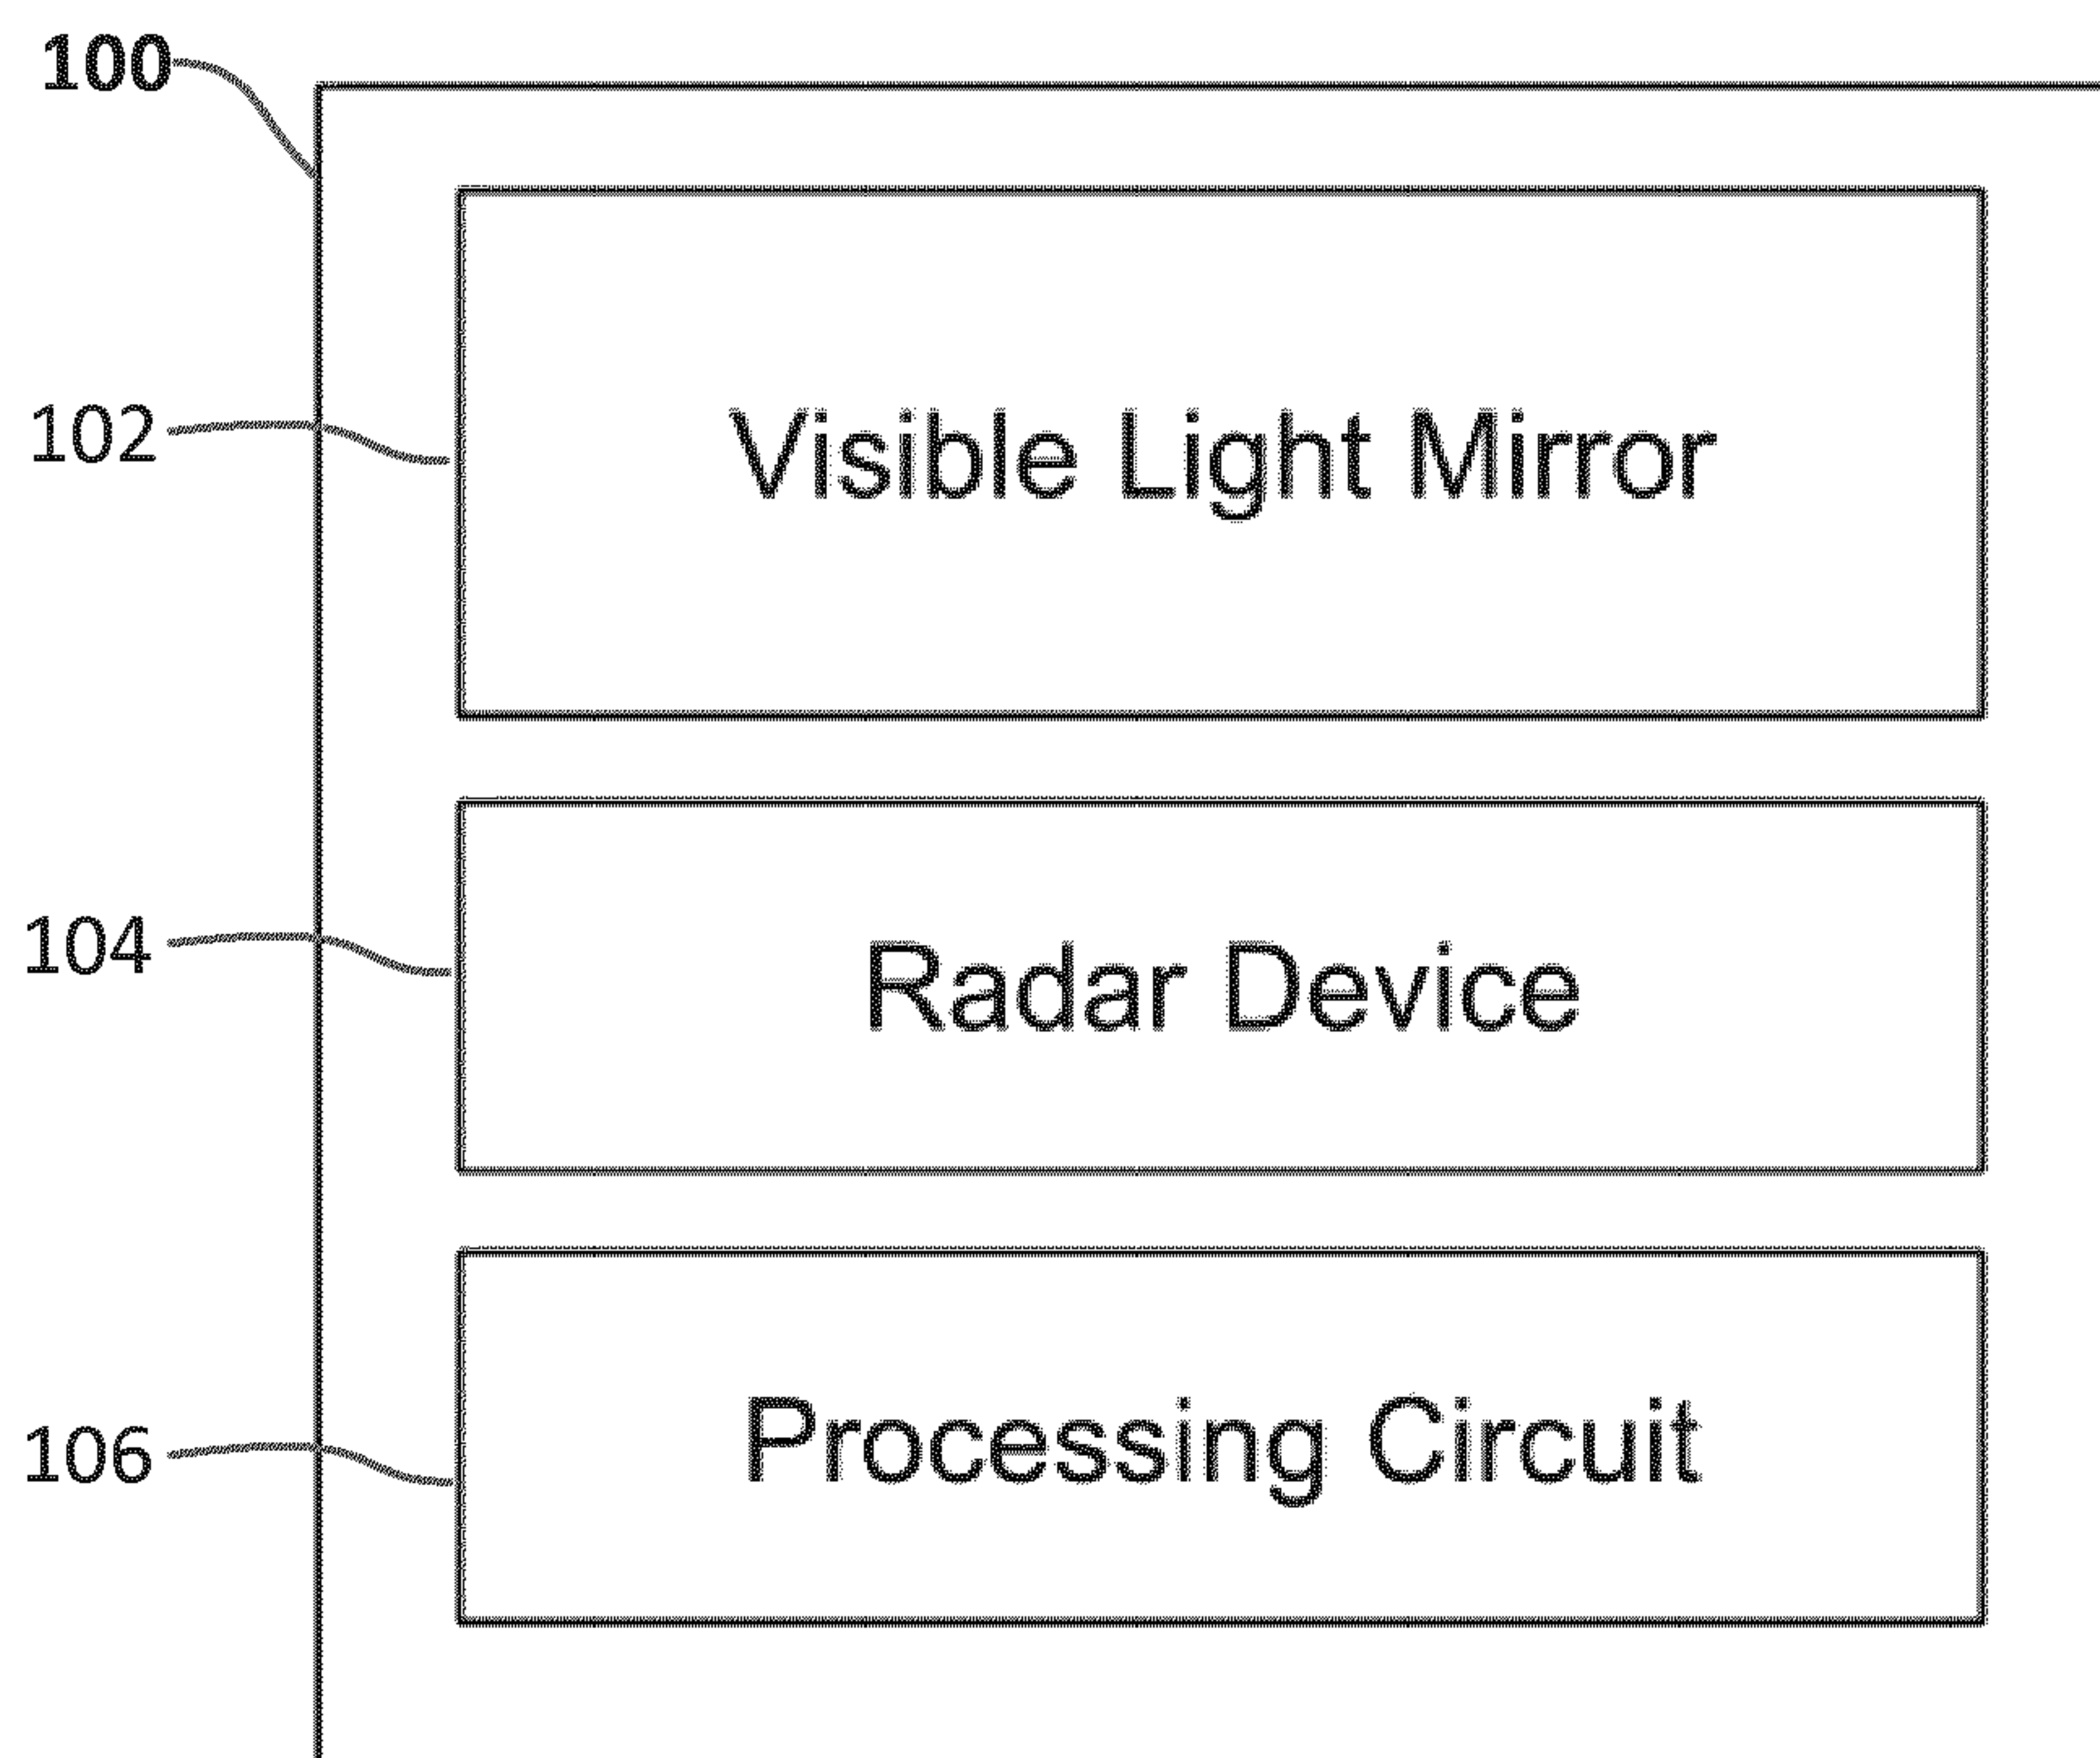 100
102
Visible Light Mirror
104
Radar Device
106
Processing Circuit